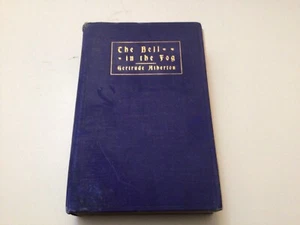 The Bell
in the Fog
Gertrude Atherton